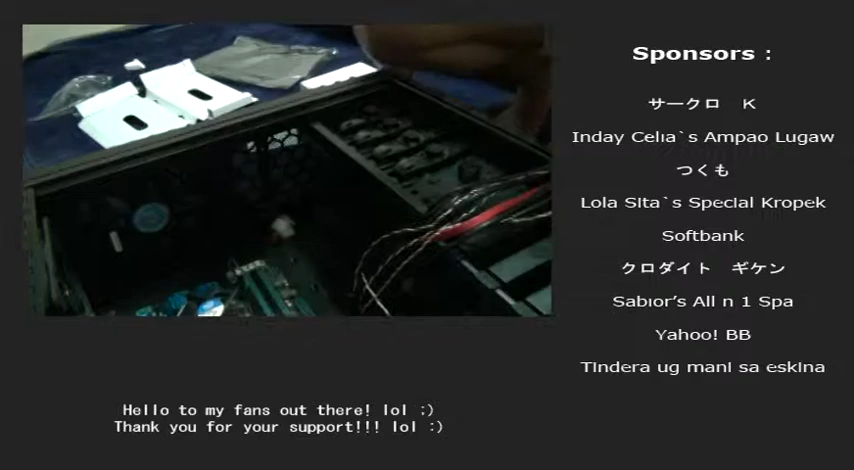 Sponsors :
サークロ　K
Inday Celia`s Ampao Lugaw
つくも
Lola Sita`s Special Kropek
Softbank
クロダイト　ギケン
Sabior's All n 1 Spa
Yahoo! BB
Tindera ug mani sa eskina
Hello to my fans out there! lol ;)
Thank you for your support!!! lol :)